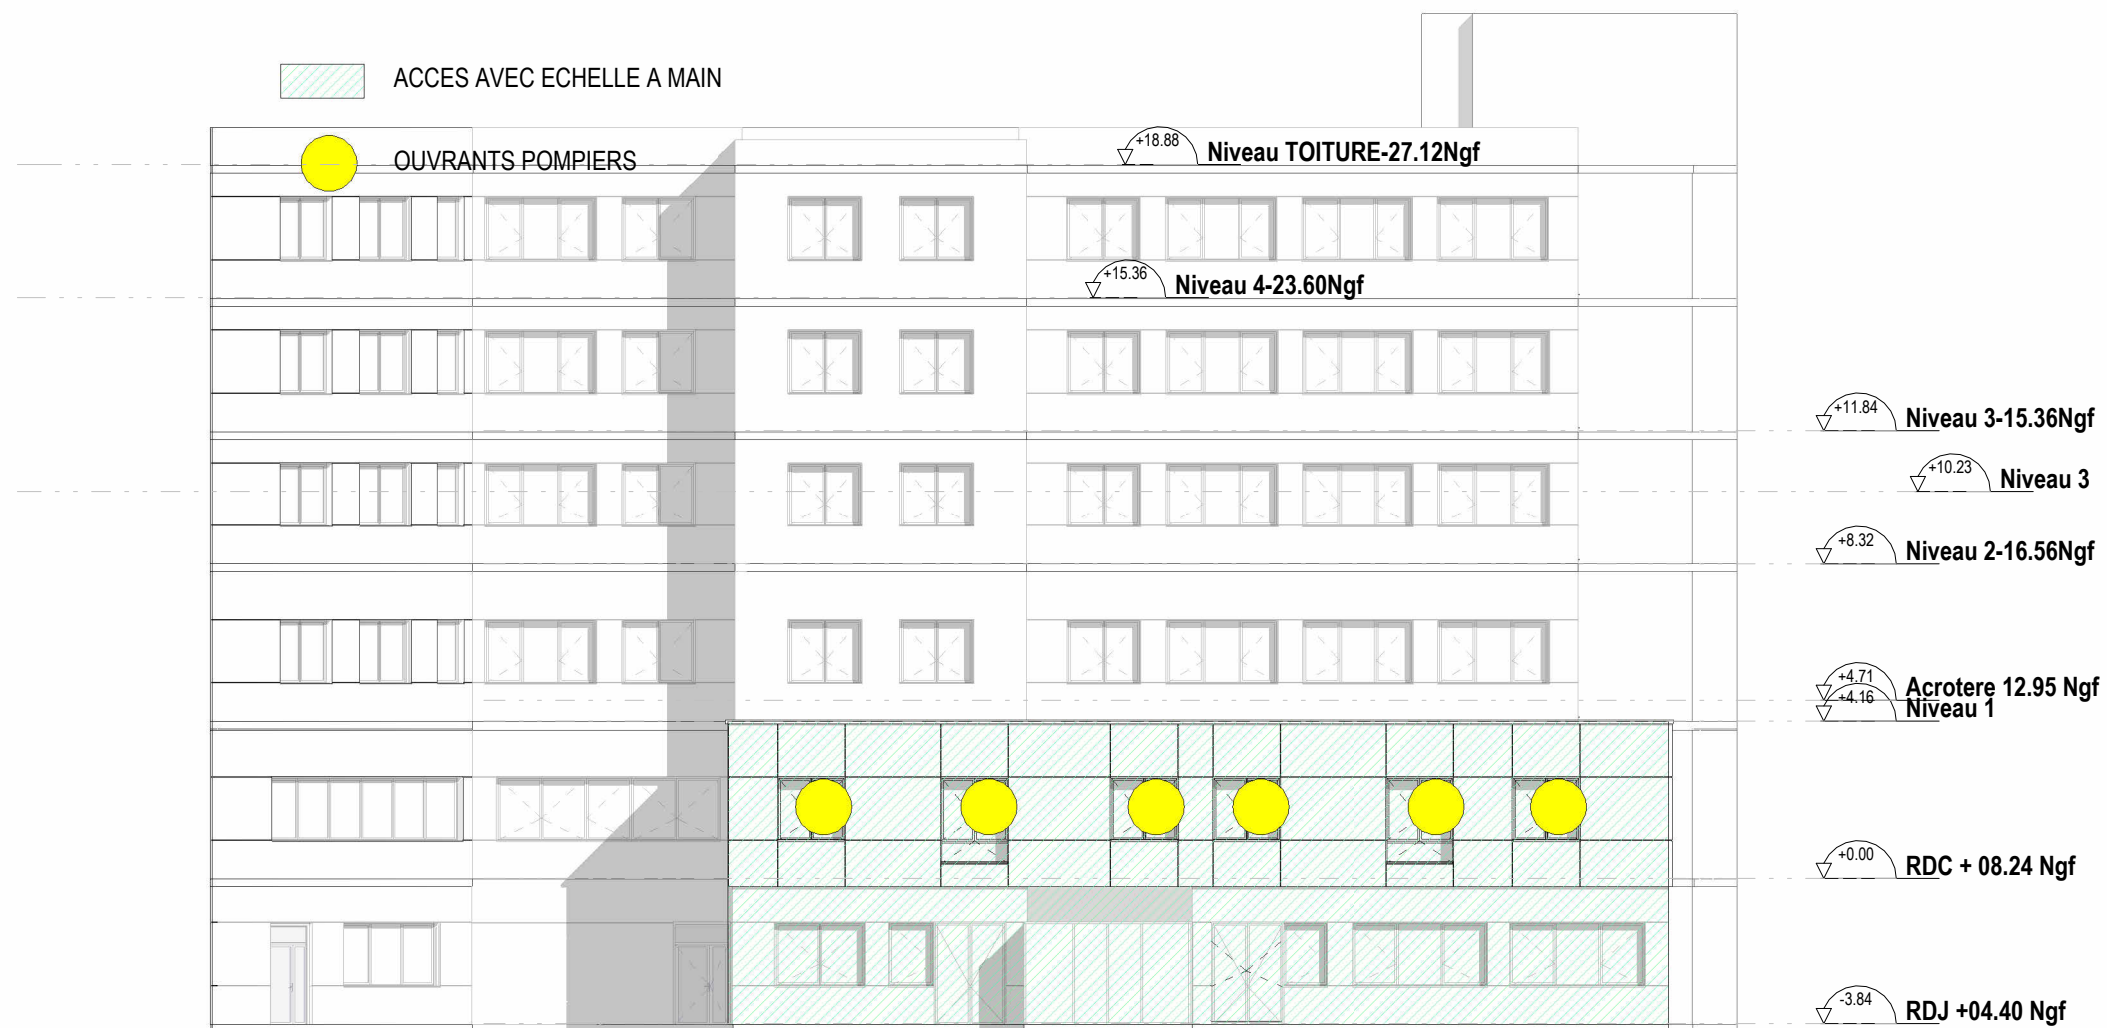 ACCES AVEC ECHELLE A MAIN
OUVRANTS POMPIERS
+18.88 Niveau TOITURE-27.12Ngf
+15.36 Niveau 4-23.60Ngf
+11.84 Niveau 3-15.36Ngf
+10.23 Niveau 3
+8.32 Niveau 2-16.56Ngf
+4.71 Acrotere 12.95 Ngf
+4.16 Niveau 1
+0.00 RDC + 08.24 Ngf
-3.84 RDJ +04.40 Ngf